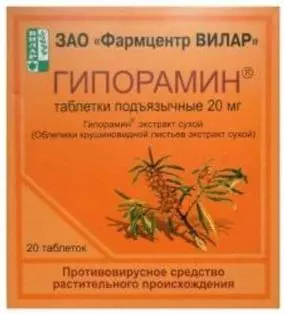 ЗАО «Фармцентр ВИЛАР»
ГИПОРАМИН®
таблетки подъязычные 20 мг
Гипорамин® экстракт сухой
(Облепихи крушиновидной листьев экстракт сухой)
20 таблеток
Противовирусное средство
растительного происхождения